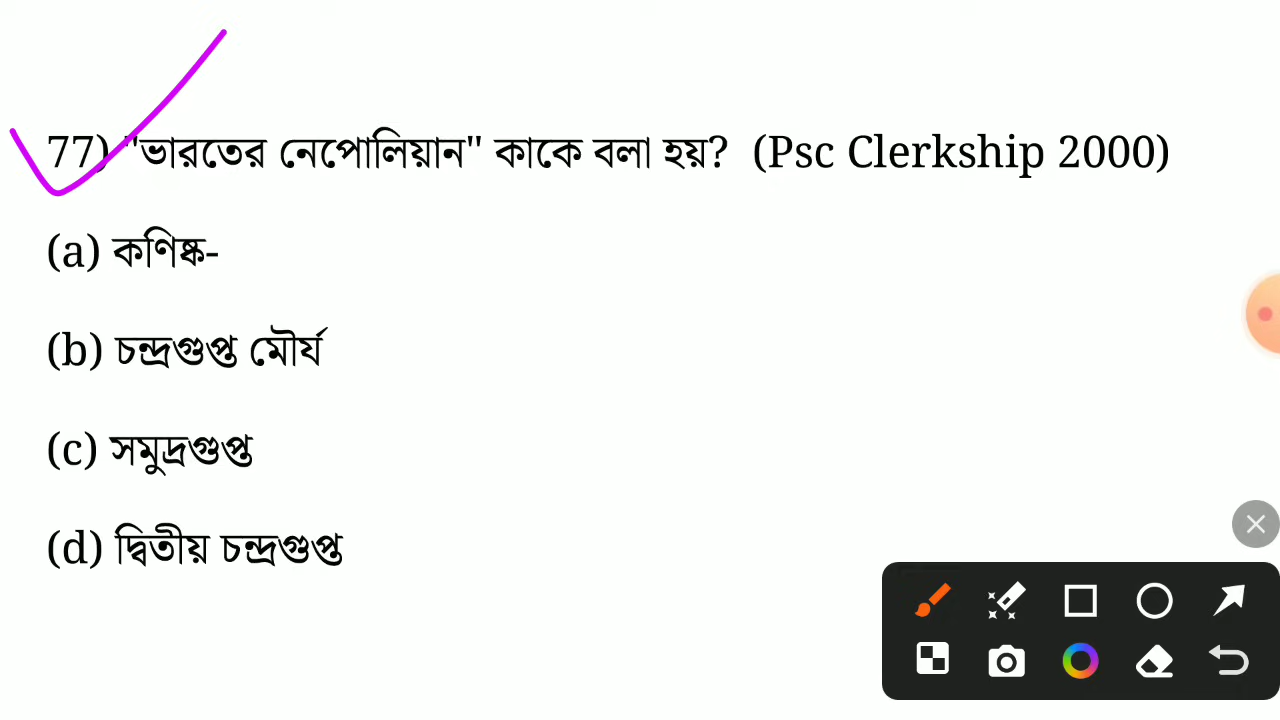 77) "ভারতের নেপোলিয়ান" কাকে বলা হয়? (Psc Clerkship 2000)
(a) কণিষ্ক-
(b) চন্দ্রগুপ্ত মৌর্য
(c) সমুদ্রগুপ্ত
(d) দ্বিতীয় চন্দ্রগুপ্ত